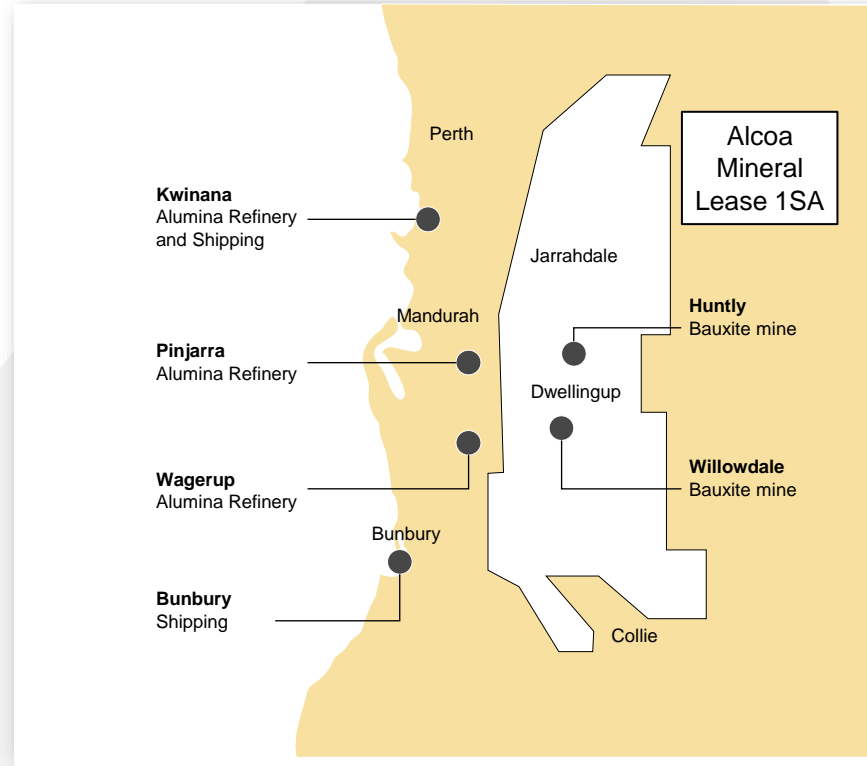 Perth
Alcoa
Mineral
Lease 1SA
Kwinana
Alumina Refinery
and Shipping
Jarrahdale
Mandurah
Huntly
Bauxite mine
Pinjarra
Alumina Refinery
Dwellingup
Wagerup
Alumina Refinery
Willowdale
Bauxite mine
Bunbury
Bunbury
Shipping
Collie